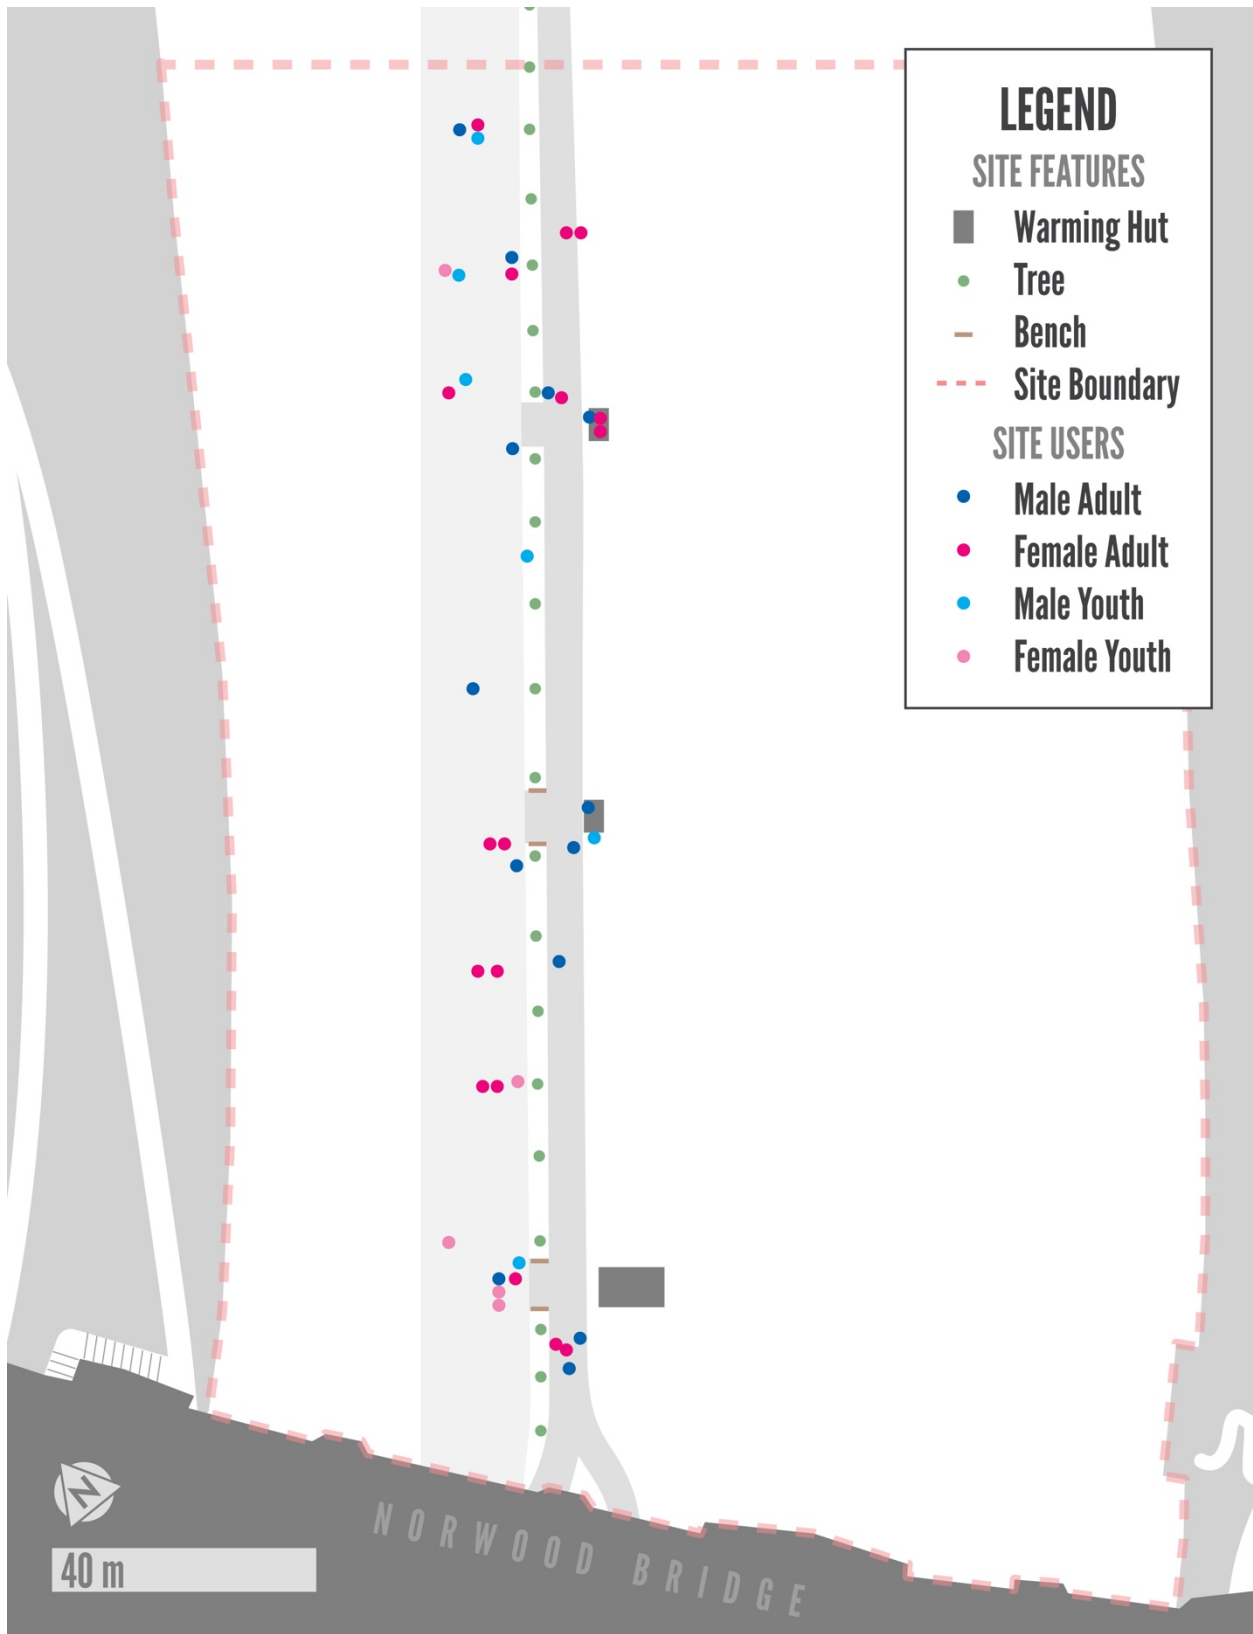 LEGEND
SITE FEATURES
Warming Hut
Tree
Bench
Site Boundary
SITE USERS
Male Adult
Female Adult
Male Youth
Female Youth
N
40 m
NORWOOD BRIDGE